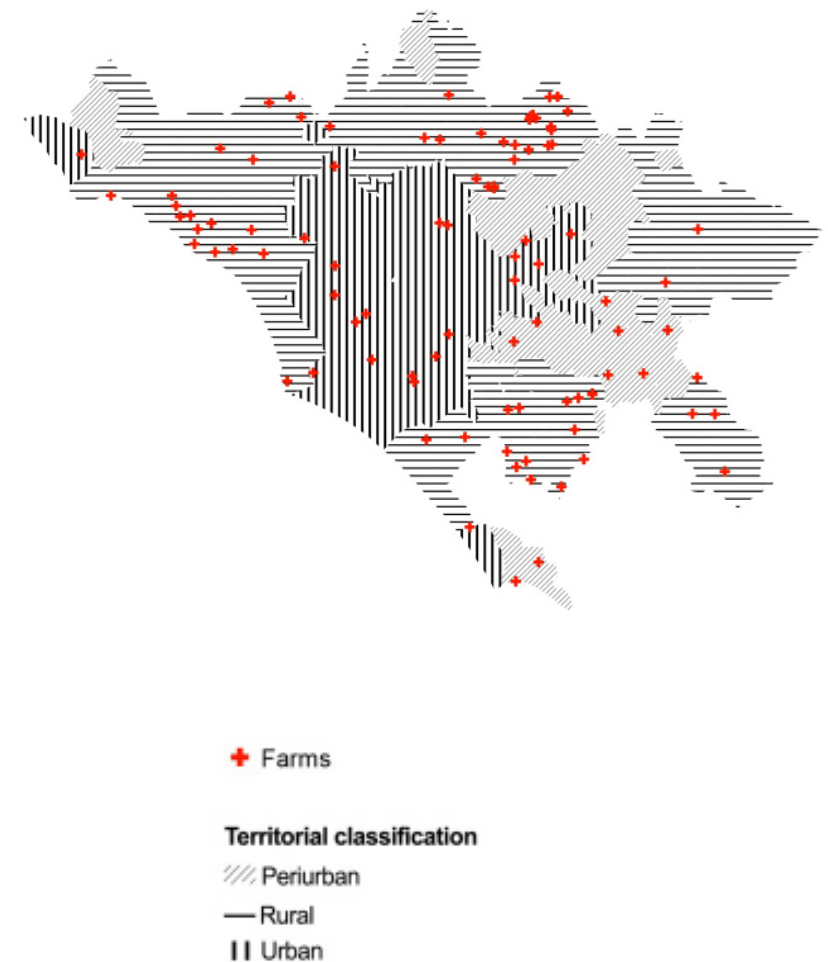 Farms
Territorial classification
Periurban
Rural
Urban